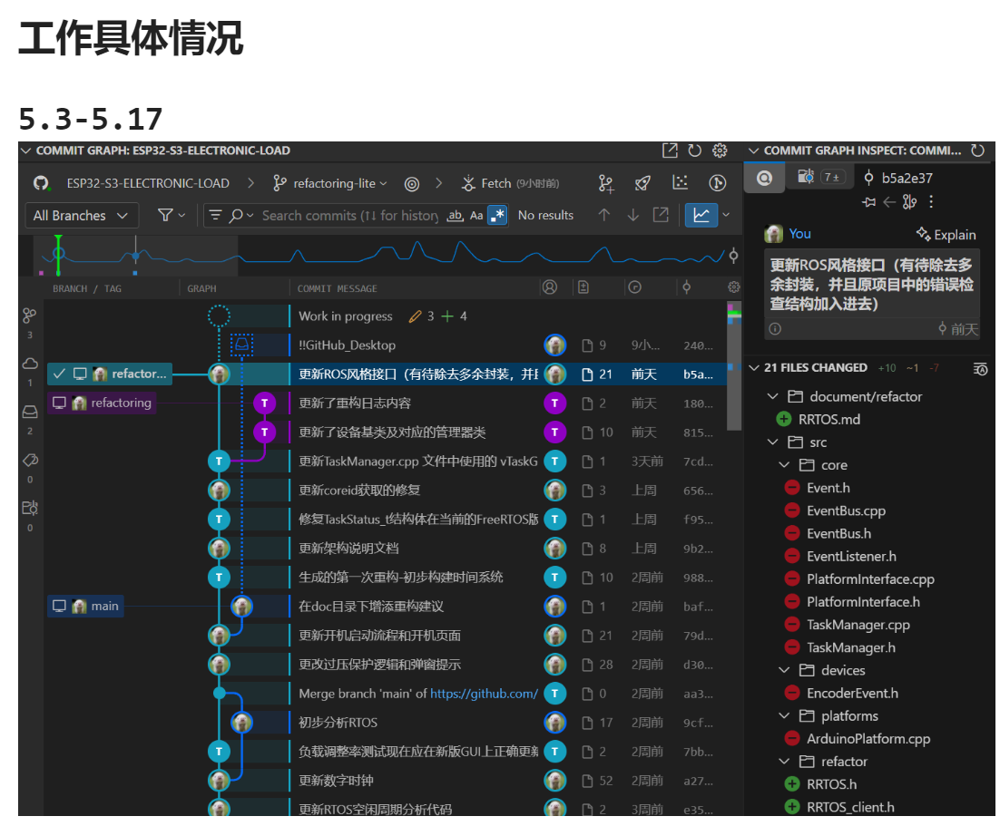 工作具体情况
5.3-5.17
COMMIT GRAPH: ESP32-S3-ELECTRONIC-LOAD
ESP32-S3-ELECTRONIC-LOAD
refactoring-lite
Fetch (9小时前)
All Branches
Search commits (↑↓ for history
ab, Aa .* No results
BRANCH / TAG GRAPH COMMIT MESSAGE
3
1
2
0
0
Work in progress 3 + 4
!!GitHub_Desktop 9 9小... 240...
refactor... 更新ROS风格接口（有待除去多余封装，并且 21 前天 b5a...
refactoring T 更新了重构日志内容 T 2 前天 180...
T 更新了设备基类及对应的管理器类 T 10 前天 815...
T 更新TaskManager.cpp 文件中使用的 vTaskG T 1 3天前 7cd...
更新coreid获取的修复 3 上周 656...
T 修复TaskStatus_t结构体在当前的FreeRTOS版 T 1 上周 f95...
更新架构说明文档 8 上周 9b2...
T 生成的第一次重构-初步构建时间系统 T 10 2周前 988...
main 在doc目录下增添重构建议 1 2周前 baf...
更新开机启动流程和开机页面 21 2周前 79d...
更改过压保护逻辑和弹窗提示 28 2周前 d30...
Merge branch 'main' of https://github.com/ T 0 2周前 aa3...
初步分析RTOS 17 2周前 9cf...
T 负载调整率测试现在应在新版GUI上正确更新 T 2 2周前 7bb...
更新数字时钟 52 2周前 a27...
更新RTOS空闲周期分析代码 2 3周前 e35...
COMMIT GRAPH INSPECT: COMMI...
7± b5a2e37
You Explain
更新ROS风格接口（有待除去多
余封装，并且原项目中的错误检
查结构加入进去）
前天
21 FILES CHANGED +10 ~1 -7
document/refactor
RRTOS.md
src
core
Event.h
EventBus.cpp
EventBus.h
EventListener.h
PlatformInterface.cpp
PlatformInterface.h
TaskManager.cpp
TaskManager.h
devices
EncoderEvent.h
platforms
ArduinoPlatform.cpp
refactor
RRTOS.h
RRTOS_client.h